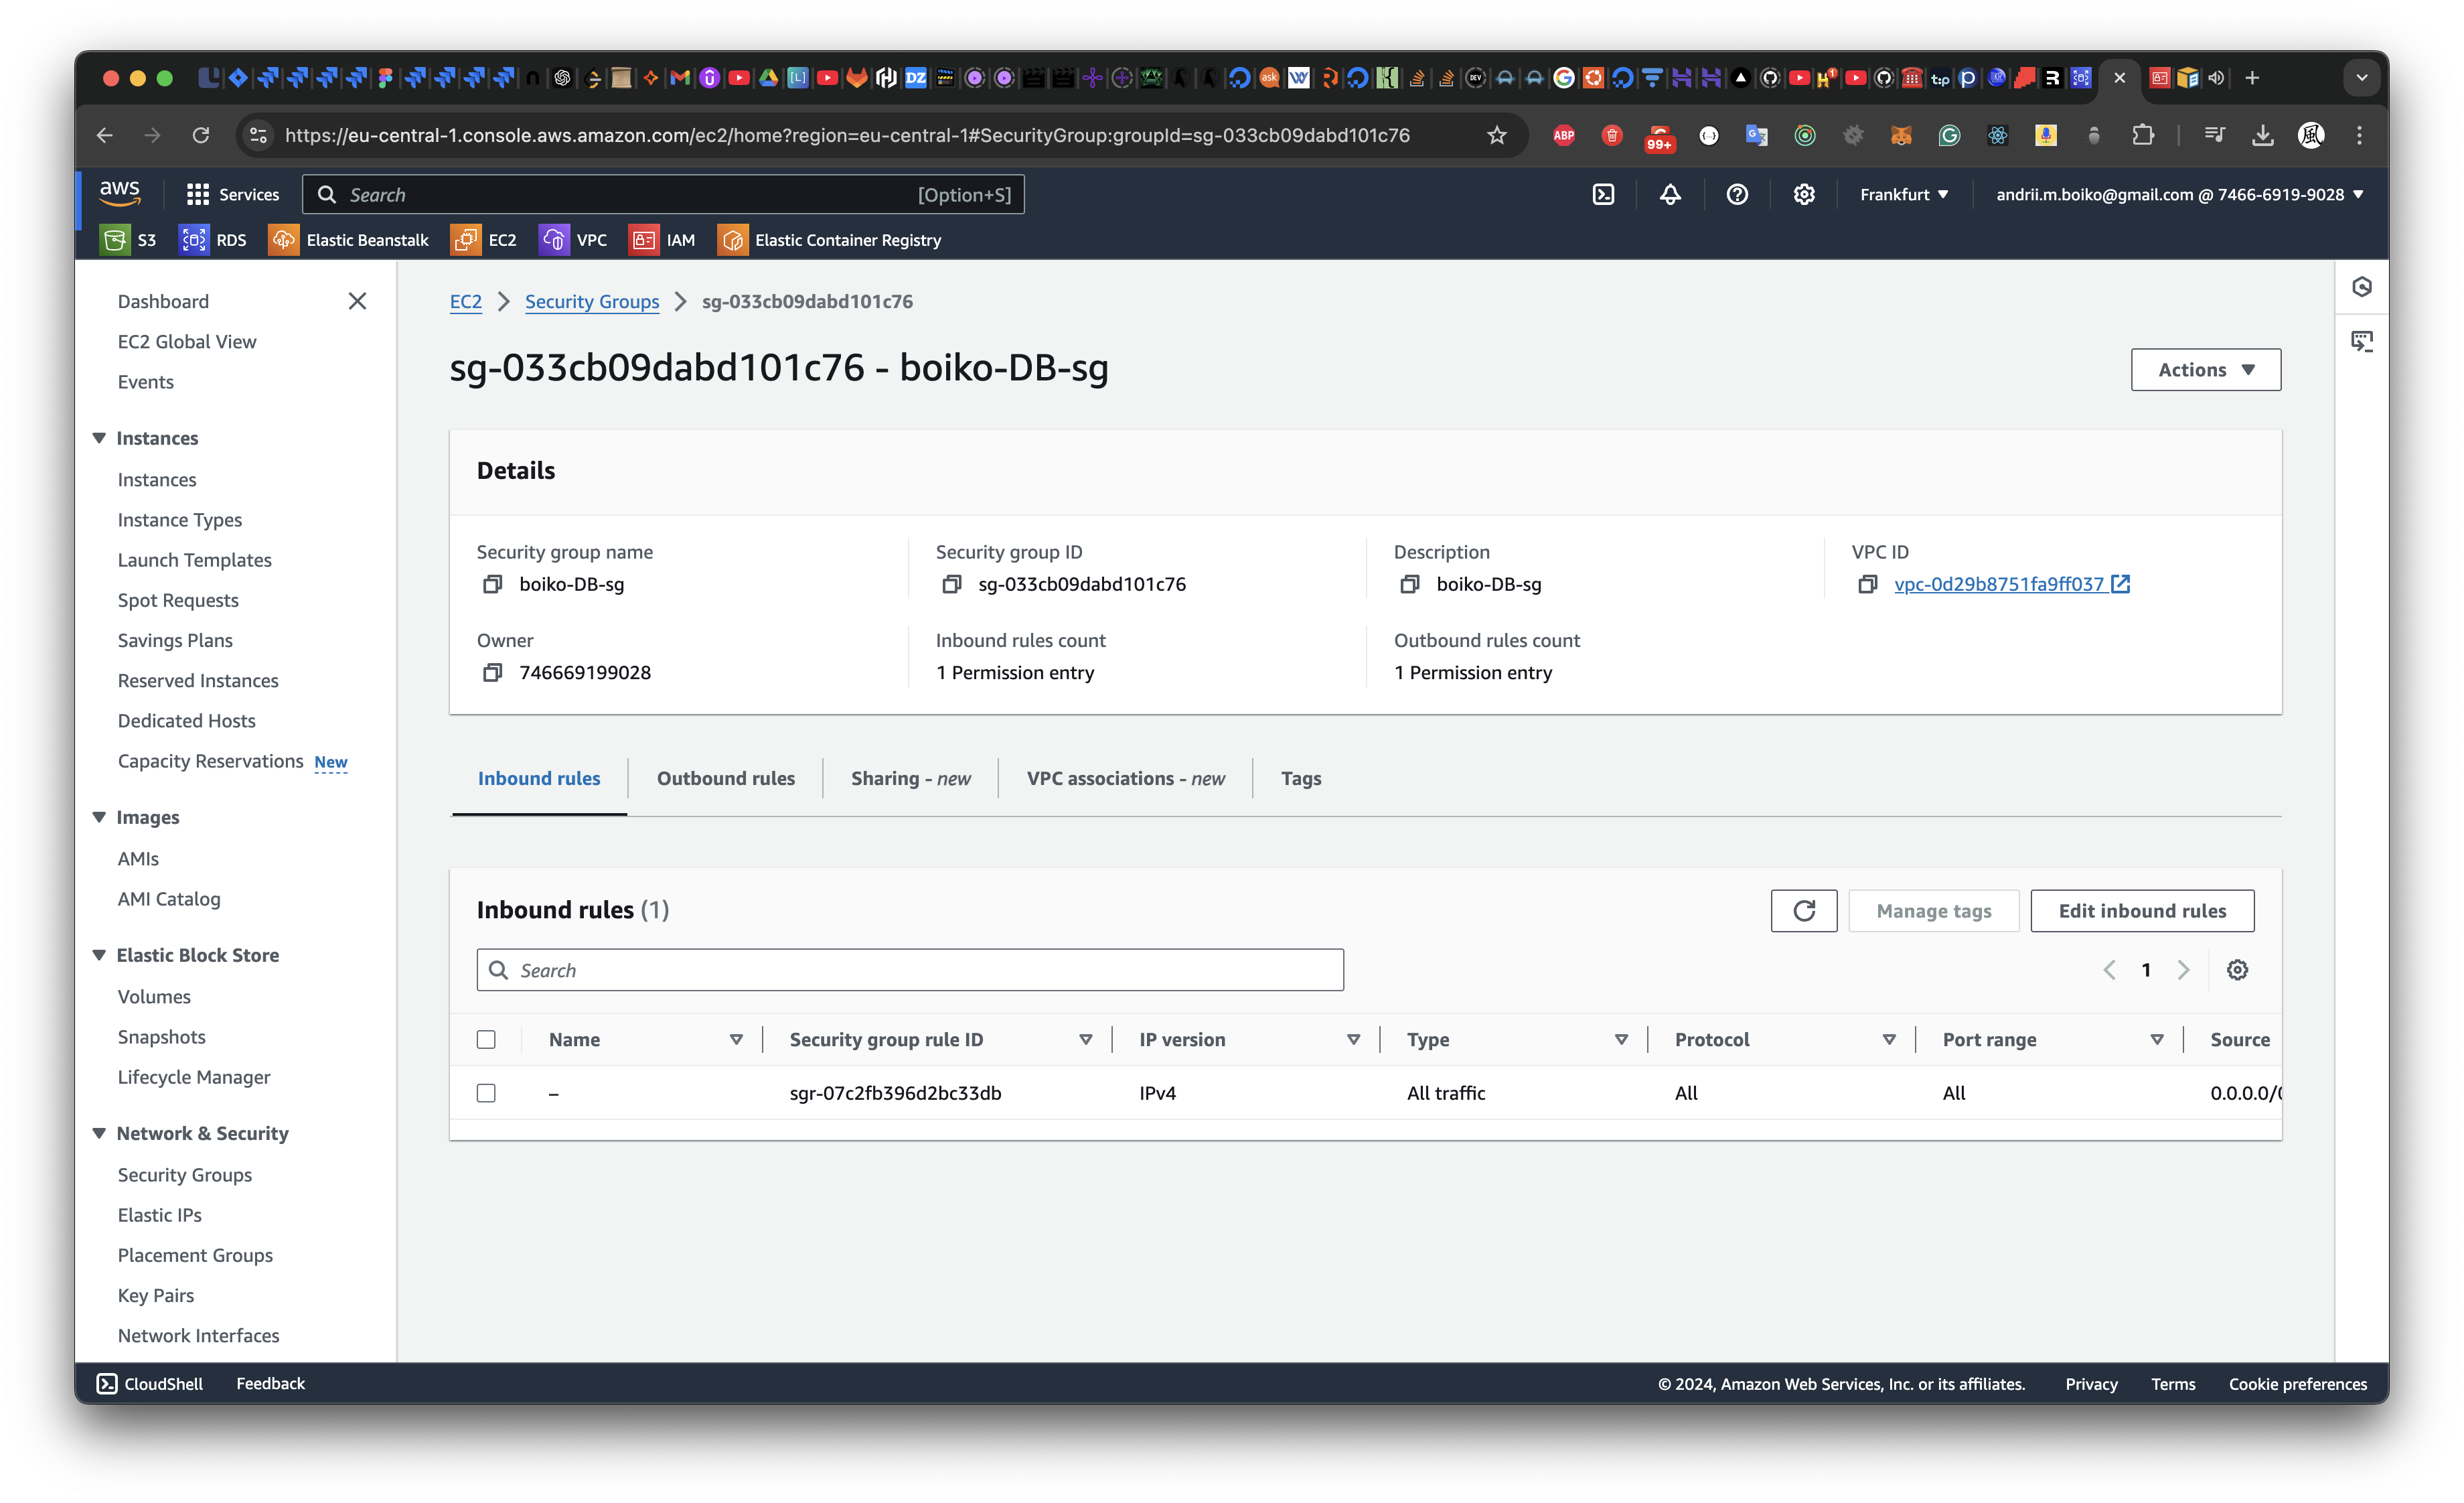 https://eu-central-1.console.aws.amazon.com/ec2/home?region=eu-central-1#SecurityGroup:groupId=sg-033cb09dabd101c76
ABP
99+
aws
Services
Search
[Option+S]
Frankfurt
andrii.m.boiko@gmail.com @ 7466-6919-9028
S3
RDS
Elastic Beanstalk
EC2
VPC
IAM
Elastic Container Registry
Dashboard
EC2 Global View
Events
Instances
Instances
Instance Types
Launch Templates
Spot Requests
Savings Plans
Reserved Instances
Dedicated Hosts
Capacity Reservations New
Images
AMIs
AMI Catalog
Elastic Block Store
Volumes
Snapshots
Lifecycle Manager
Network & Security
Security Groups
Elastic IPs
Placement Groups
Key Pairs
Network Interfaces
EC2 > Security Groups > sg-033cb09dabd101c76
sg-033cb09dabd101c76 - boiko-DB-sg
Actions
Details
Security group name
boiko-DB-sg
Security group ID
sg-033cb09dabd101c76
Description
boiko-DB-sg
VPC ID
vpc-0d29b8751fa9ff037
Owner
746669199028
Inbound rules count
1 Permission entry
Outbound rules count
1 Permission entry
Inbound rules
Outbound rules
Sharing - new
VPC associations - new
Tags
Inbound rules (1)
Manage tags
Edit inbound rules
Search
1
Name
Security group rule ID
IP version
Type
Protocol
Port range
Source
–
sgr-07c2fb396d2bc33db
IPv4
All traffic
All
All
0.0.0.0/
CloudShell
Feedback
© 2024, Amazon Web Services, Inc. or its affiliates.
Privacy
Terms
Cookie preferences